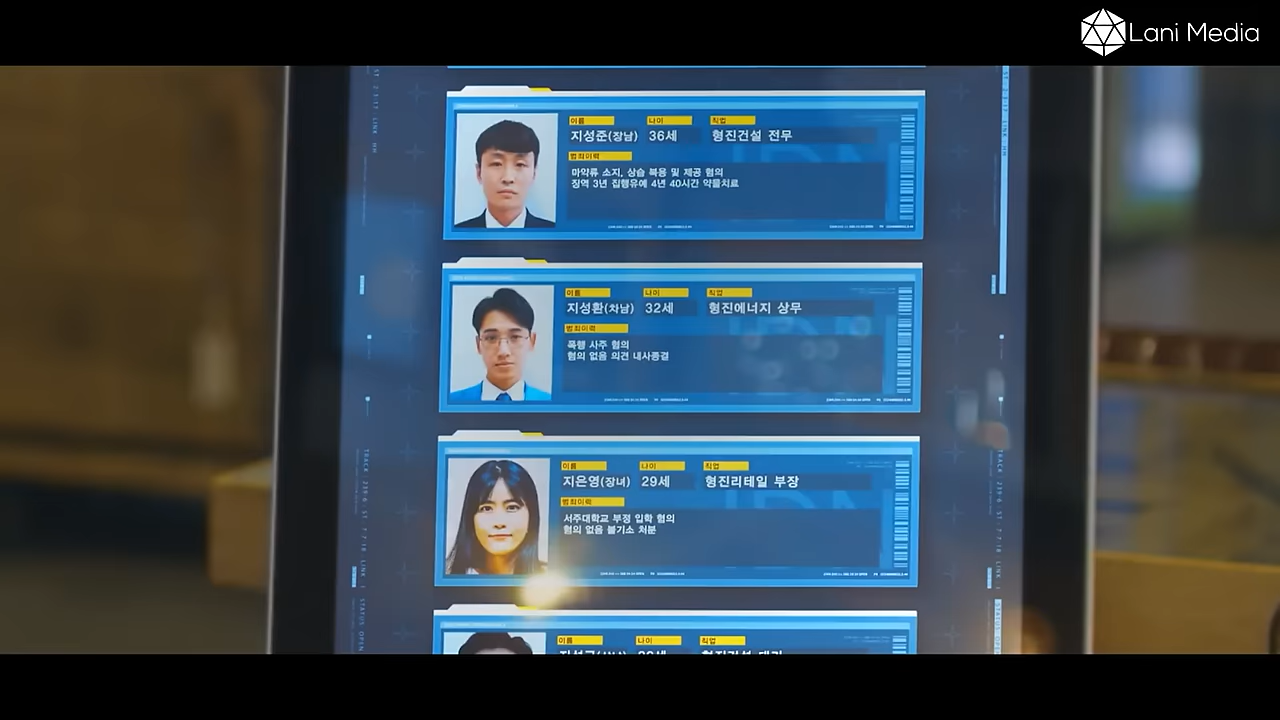 Lani Media
이름 나이 직업
지성준(장남) 36세 형진건설 전무
범죄이력
마약류 소지, 상습 복용 및 제공 혐의
징역 3년 집행유예 4년 40시간 약물치료
이름 나이 직업
지성환(차남) 32세 형진에너지 상무
범죄이력
폭행 사주 혐의
혐의 없음 의견 내사종결
이름 나이 직업
지은영(장녀) 29세 형진리테일 부장
범죄이력
서주대학교 부정 입학 혐의
혐의 없음 불기소 처분
이름 나이 직업